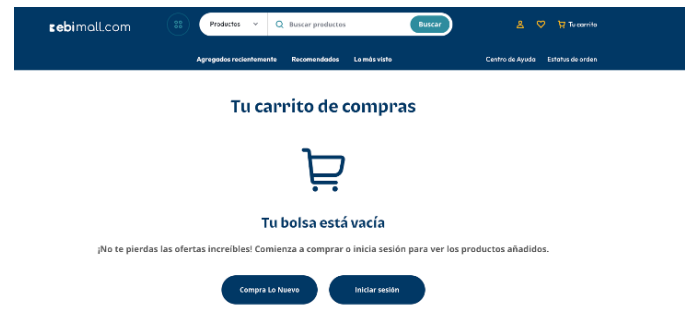 ebimall.com
Productos
Buscar productos
Buscar
Tu carrito
Agregados recientemente Recomendados Lo más visto Centro de Ayuda Estatus de orden
Tu carrito de compras
Tu bolsa está vacía
¡No te pierdas las ofertas increíbles! Comienza a comprar o inicia sesión para ver los productos añadidos.
Compra Lo Nuevo Iniciar sesión